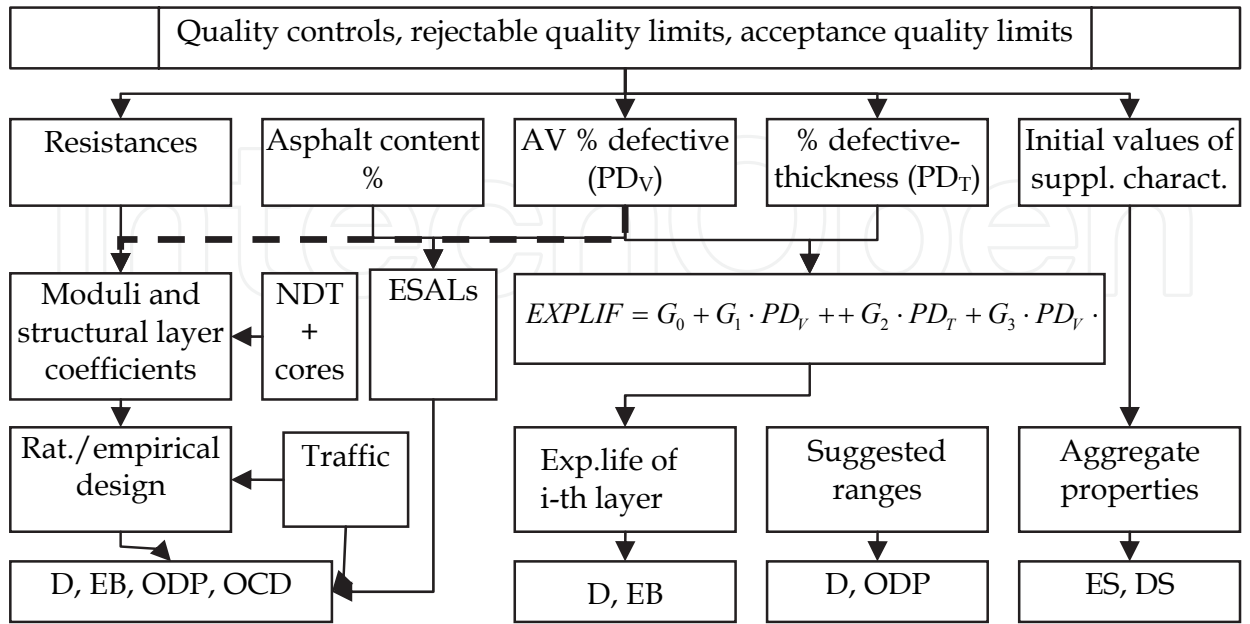 Quality controls, rejectable quality limits, acceptance quality limits
Resistances
Asphalt content
%
AV % defective
(PDV)
% defective-
thickness (PDT)
Initial values of
suppl. charact.
Moduli and
structural layer
coefficients
NDT
+
cores
ESALs
EXPLIF = G0 + G1 · PDV + + G2 · PDT + G3 · PDV ·
Rat./empirical
design
Traffic
Exp.life of
i-th layer
Suggested
ranges
Aggregate
properties
D, EB, ODP, OCD
D, EB
D, ODP
ES, DS
IntechOpen